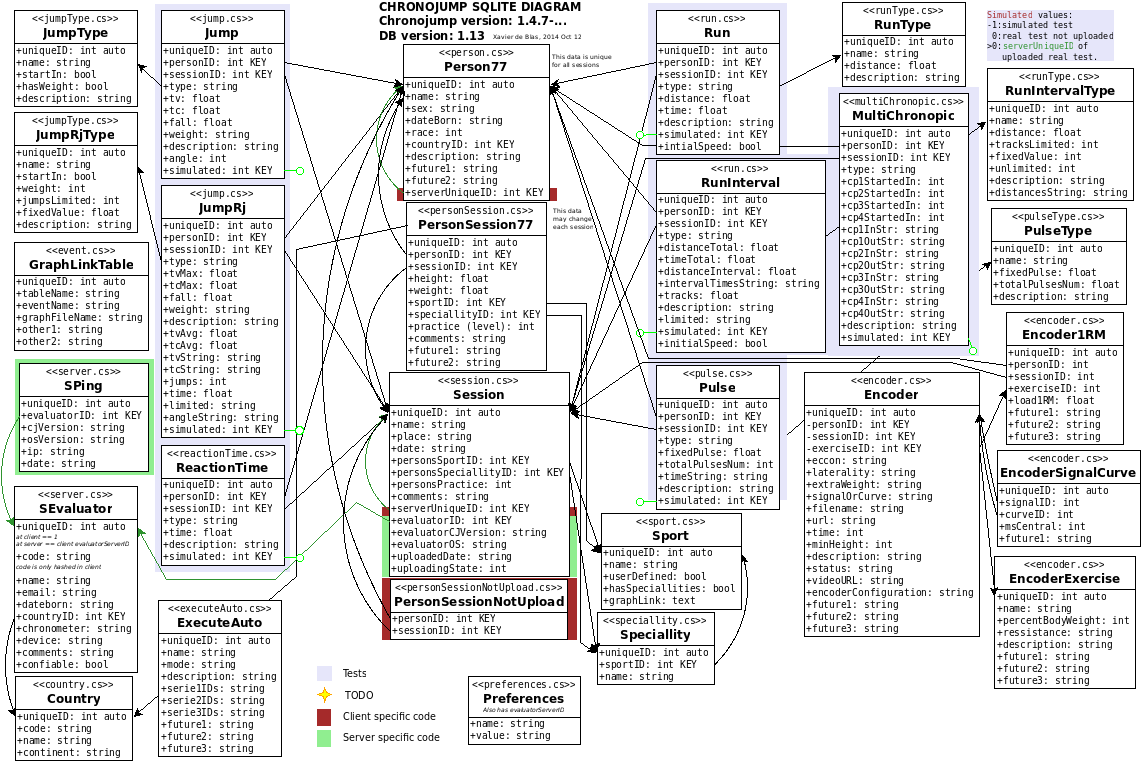 CHRONOJUMP SQLITE DIAGRAM
Chronojump version: 1.4.7-...
DB version: 1.13 Xavier de Blas, 2014 Oct 12
<<jumpType.cs>>
JumpType
+uniqueID: int auto
+name: string
+startIn: bool
+hasWeight: bool
+description: string
<<jumpType.cs>>
JumpRjType
+uniqueID: int auto
+name: string
+startIn: bool
+weight: int
+jumpsLimited: int
+fixedValue: float
+description: string
<<event.cs>>
GraphLinkTable
+uniqueID: int auto
+tableName: string
+eventName: string
+graphFileName: string
+other1: string
+other2: string
<<server.cs>>
SPing
+uniqueID: int auto
+evaluatorID: int KEY
+cjVersion: string
+osVersion: string
+ip: string
+date: string
<<server.cs>>
SEvaluator
+uniqueID: int auto
at client == 1
at server == client evaluatorServerID
+code: string
code is only hashed in client
+name: string
+email: string
+dateborn: string
+countryID: int KEY
+chronometer: string
+device: string
+comments: string
+confiable: bool
<<country.cs>>
Country
+uniqueID: int auto
+code: string
+name: string
+continent: string
<<jump.cs>>
Jump
+uniqueID: int auto
+personID: int KEY
+sessionID: int KEY
+type: string
+tv: float
+tc: float
+fall: float
+weight: string
+description: string
+angle: int
+simulated: int KEY
<<jump.cs>>
JumpRj
+uniqueID: int auto
+personID: int KEY
+sessionID: int KEY
+type: string
+tvMax: float
+tcMax: float
+fall: float
+weight: string
+description: string
+tvAvg: float
+tcAvg: float
+tvString: string
+tcString: string
+jumps: int
+time: float
+limited: string
+angleString: string
+simulated: int KEY
<<reactionTime.cs>>
ReactionTime
+uniqueID: int auto
+personID: int KEY
+sessionID: int KEY
+type: string
+time: float
+description: string
+simulated: int KEY
<<executeAuto.cs>>
ExecuteAuto
+uniqueID: int auto
+name: string
+mode: string
+description: string
+serie1IDs: string
+serie2IDs: string
+serie3IDs: string
+future1: string
+future2: string
+future3: string
<<person.cs>>
Person77
+uniqueID: int auto
+name: string
+sex: string
+dateBorn: string
+race: int
+countryID: int KEY
+description: string
+future1: string
+future2: string
+serverUniqueID: int KEY
This data is unique
for all sessions
<<personSession.cs>>
PersonSession77
+uniqueID: int auto
+personID: int KEY
+sessionID: int KEY
+height: float
+weight: float
+sportID: int KEY
+speciallityID: int KEY
+practice (level): int
+comments: string
+future1: string
+future2: string
This data
may change
each session
<<session.cs>>
Session
+uniqueID: int auto
+name: string
+place: string
+date: string
+personsSportID: int KEY
+personsSpeciallityID: int KEY
+personsPractice: int
+comments: string
+serverUniqueID: int KEY
+evaluatorID: int KEY
+evaluatorCJVersion: string
+evaluatorOS: string
+uploadedDate: string
+uploadingState: int
<<personSessionNotUpload.cs>>
PersonSessionNotUpload
+personID: int KEY
+sessionID: int KEY
Tests
TODO
Client specific code
Server specific code
<<preferences.cs>>
Preferences
Also has evaluatorServerID
+name: string
+value: string
<<run.cs>>
Run
+uniqueID: int auto
+personID: int KEY
+sessionID: int KEY
+type: string
+distance: float
+time: float
+description: string
+simulated: int KEY
+intialSpeed: bool
<<run.cs>>
RunInterval
+uniqueID: int auto
+personID: int KEY
+sessionID: int KEY
+type: string
+distanceTotal: float
+timeTotal: float
+distanceInterval: float
+intervalTimesString: string
+tracks: float
+description: string
+limited: string
+simulated: int KEY
+initialSpeed: bool
<<pulse.cs>>
Pulse
+uniqueID: int auto
+personID: int KEY
+sessionID: int KEY
+type: string
+fixedPulse: float
+totalPulsesNum: int
+timeString: string
+description: string
+simulated: int KEY
<<sport.cs>>
Sport
+uniqueID: int auto
+name: string
+userDefined: bool
+hasSpeciallities: bool
+graphLink: text
<<speciallity.cs>>
Speciallity
+uniqueID: int auto
+sportID: int KEY
+name: string
<<runType.cs>>
RunType
+uniqueID: int auto
+name: string
+distance: float
+description: string
<<multiChronopic.cs>>
MultiChronopic
+uniqueID: int auto
+personID: int KEY
+sessionID: int KEY
+type: string
+cp1StartedIn: int
+cp2StartedIn: int
+cp3StartedIn: int
+cp4StartedIn: int
+cp1InStr: string
+cp1OutStr: string
+cp2InStr: string
+cp2OutStr: string
+cp3InStr: string
+cp3OutStr: string
+cp4InStr: string
+cp4OutStr: string
+description: string
+simulated: int KEY
<<encoder.cs>>
Encoder
+uniqueID: int auto
-personID: int KEY
-sessionID: int KEY
-exerciseID: int KEY
+eccon: string
+laterality: string
+extraWeight: string
+signalOrCurve: string
+filename: string
+url: string
+time: int
+minHeight: int
+description: string
+status: string
+videoURL: string
+encoderConfiguration: string
+future1: string
+future2: string
+future3: string
Simulated values:
-1:simulated test
0:real test not uploaded
>0:serverUniqueID of
uploaded real test.
<<runType.cs>>
RunIntervalType
+uniqueID: int auto
+name: string
+distance: float
+tracksLimited: int
+fixedValue: int
+unlimited: int
+description: string
+distancesString: string
<<pulseType.cs>>
PulseType
+uniqueID: int auto
+name: string
+fixedPulse: float
+totalPulsesNum: float
+description: string
<<encoder.cs>>
Encoder1RM
+uniqueID: int auto
+personID: int
+sessionID: int
+exerciseID: int
+load1RM: float
+future1: string
+future2: string
+future3: string
<<encoder.cs>>
EncoderSignalCurve
+uniqueID: int auto
+signalID: int
+curveID: int
+msCentral: int
+future1: string
<<encoder.cs>>
EncoderExercise
+uniqueID: int auto
+name: string
+percentBodyWeight: int
+ressistance: string
+description: string
+future1: string
+future2: string
+future3: string